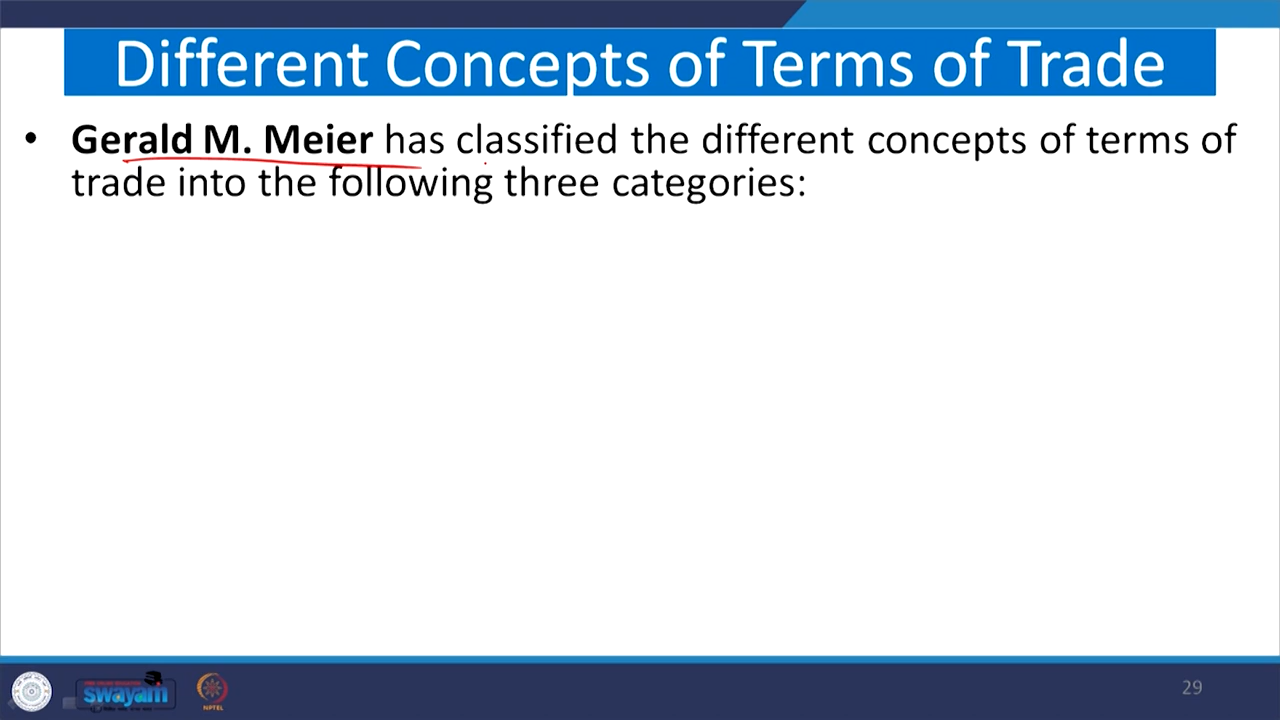 Different Concepts of Terms of Trade
• Gerald M. Meier has classified the different concepts of terms of
trade into the following three categories:
swayam
NPTEL
29